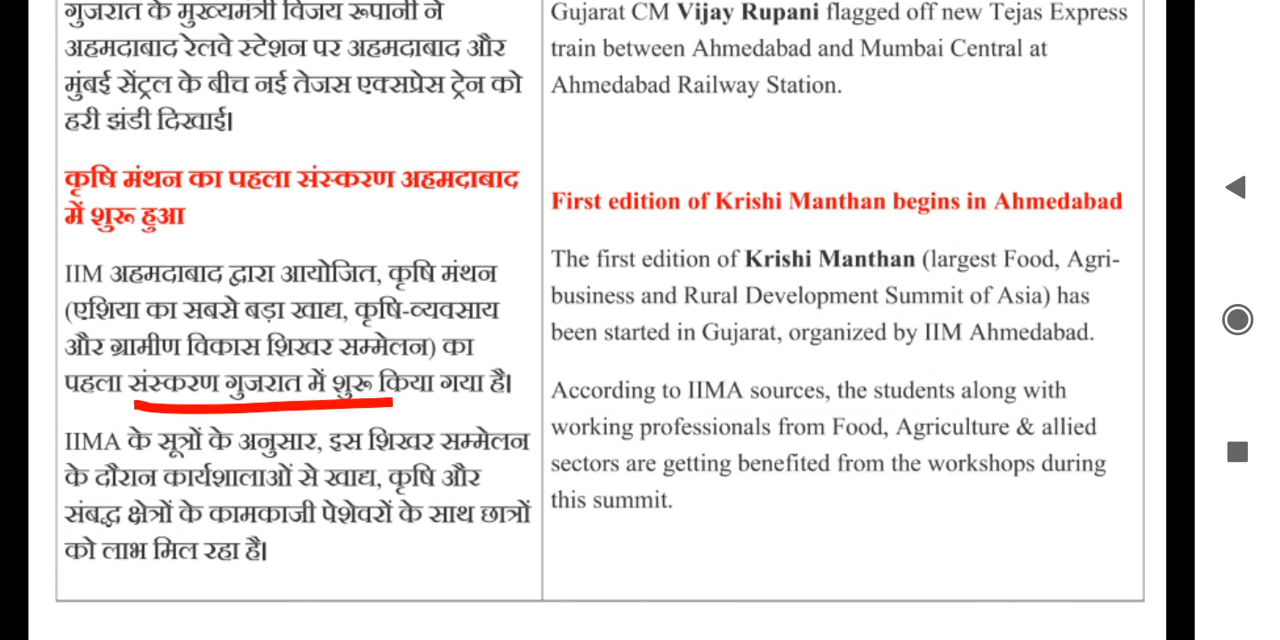 गुजरात के मुख्यमंत्री विजय रूपानी ने
अहमदाबाद रेलवे स्टेशन पर अहमदाबाद और
मुंबई सेंट्रल के बीच नई तेजस एक्सप्रेस ट्रेन को
हरी झंडी दिखाई।
कृषि मंथन का पहला संस्करण अहमदाबाद
में शुरू हुआ
IIM अहमदाबाद द्वारा आयोजित, कृषि मंथन
(एशिया का सबसे बड़ा खाद्य, कृषि-व्यवसाय
और ग्रामीण विकास शिखर सम्मेलन) का
पहला संस्करण गुजरात में शुरू किया गया है।
IIMA के सूत्रों के अनुसार, इस शिखर सम्मेलन
के दौरान कार्यशालाओं से खाद्य, कृषि और
संबद्ध क्षेत्रों के कामकाजी पेशेवरों के साथ छात्रों
को लाभ मिल रहा है।
Gujarat CM Vijay Rupani flagged off new Tejas Express
train between Ahmedabad and Mumbai Central at
Ahmedabad Railway Station.
First edition of Krishi Manthan begins in Ahmedabad
The first edition of Krishi Manthan (largest Food, Agri-
business and Rural Development Summit of Asia) has
been started in Gujarat, organized by IIM Ahmedabad.
According to IIMA sources, the students along with
working professionals from Food, Agriculture & allied
sectors are getting benefited from the workshops during
this summit.